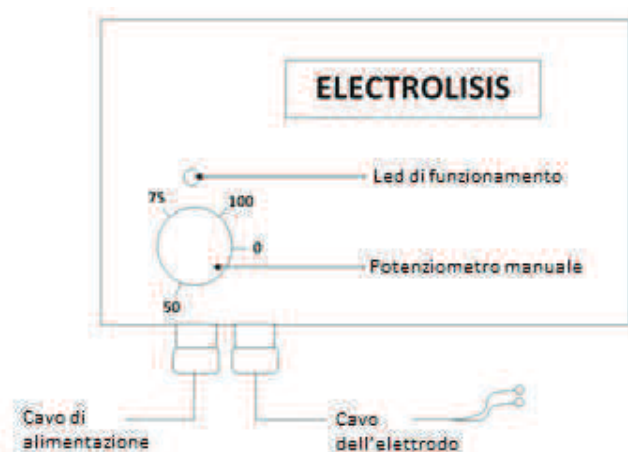 ELECTROLISIS
Led di funzionamento
75
100
0
Potenziometro manuale
50
Cavo di
alimentazione
Cavo
dell'elettrodo